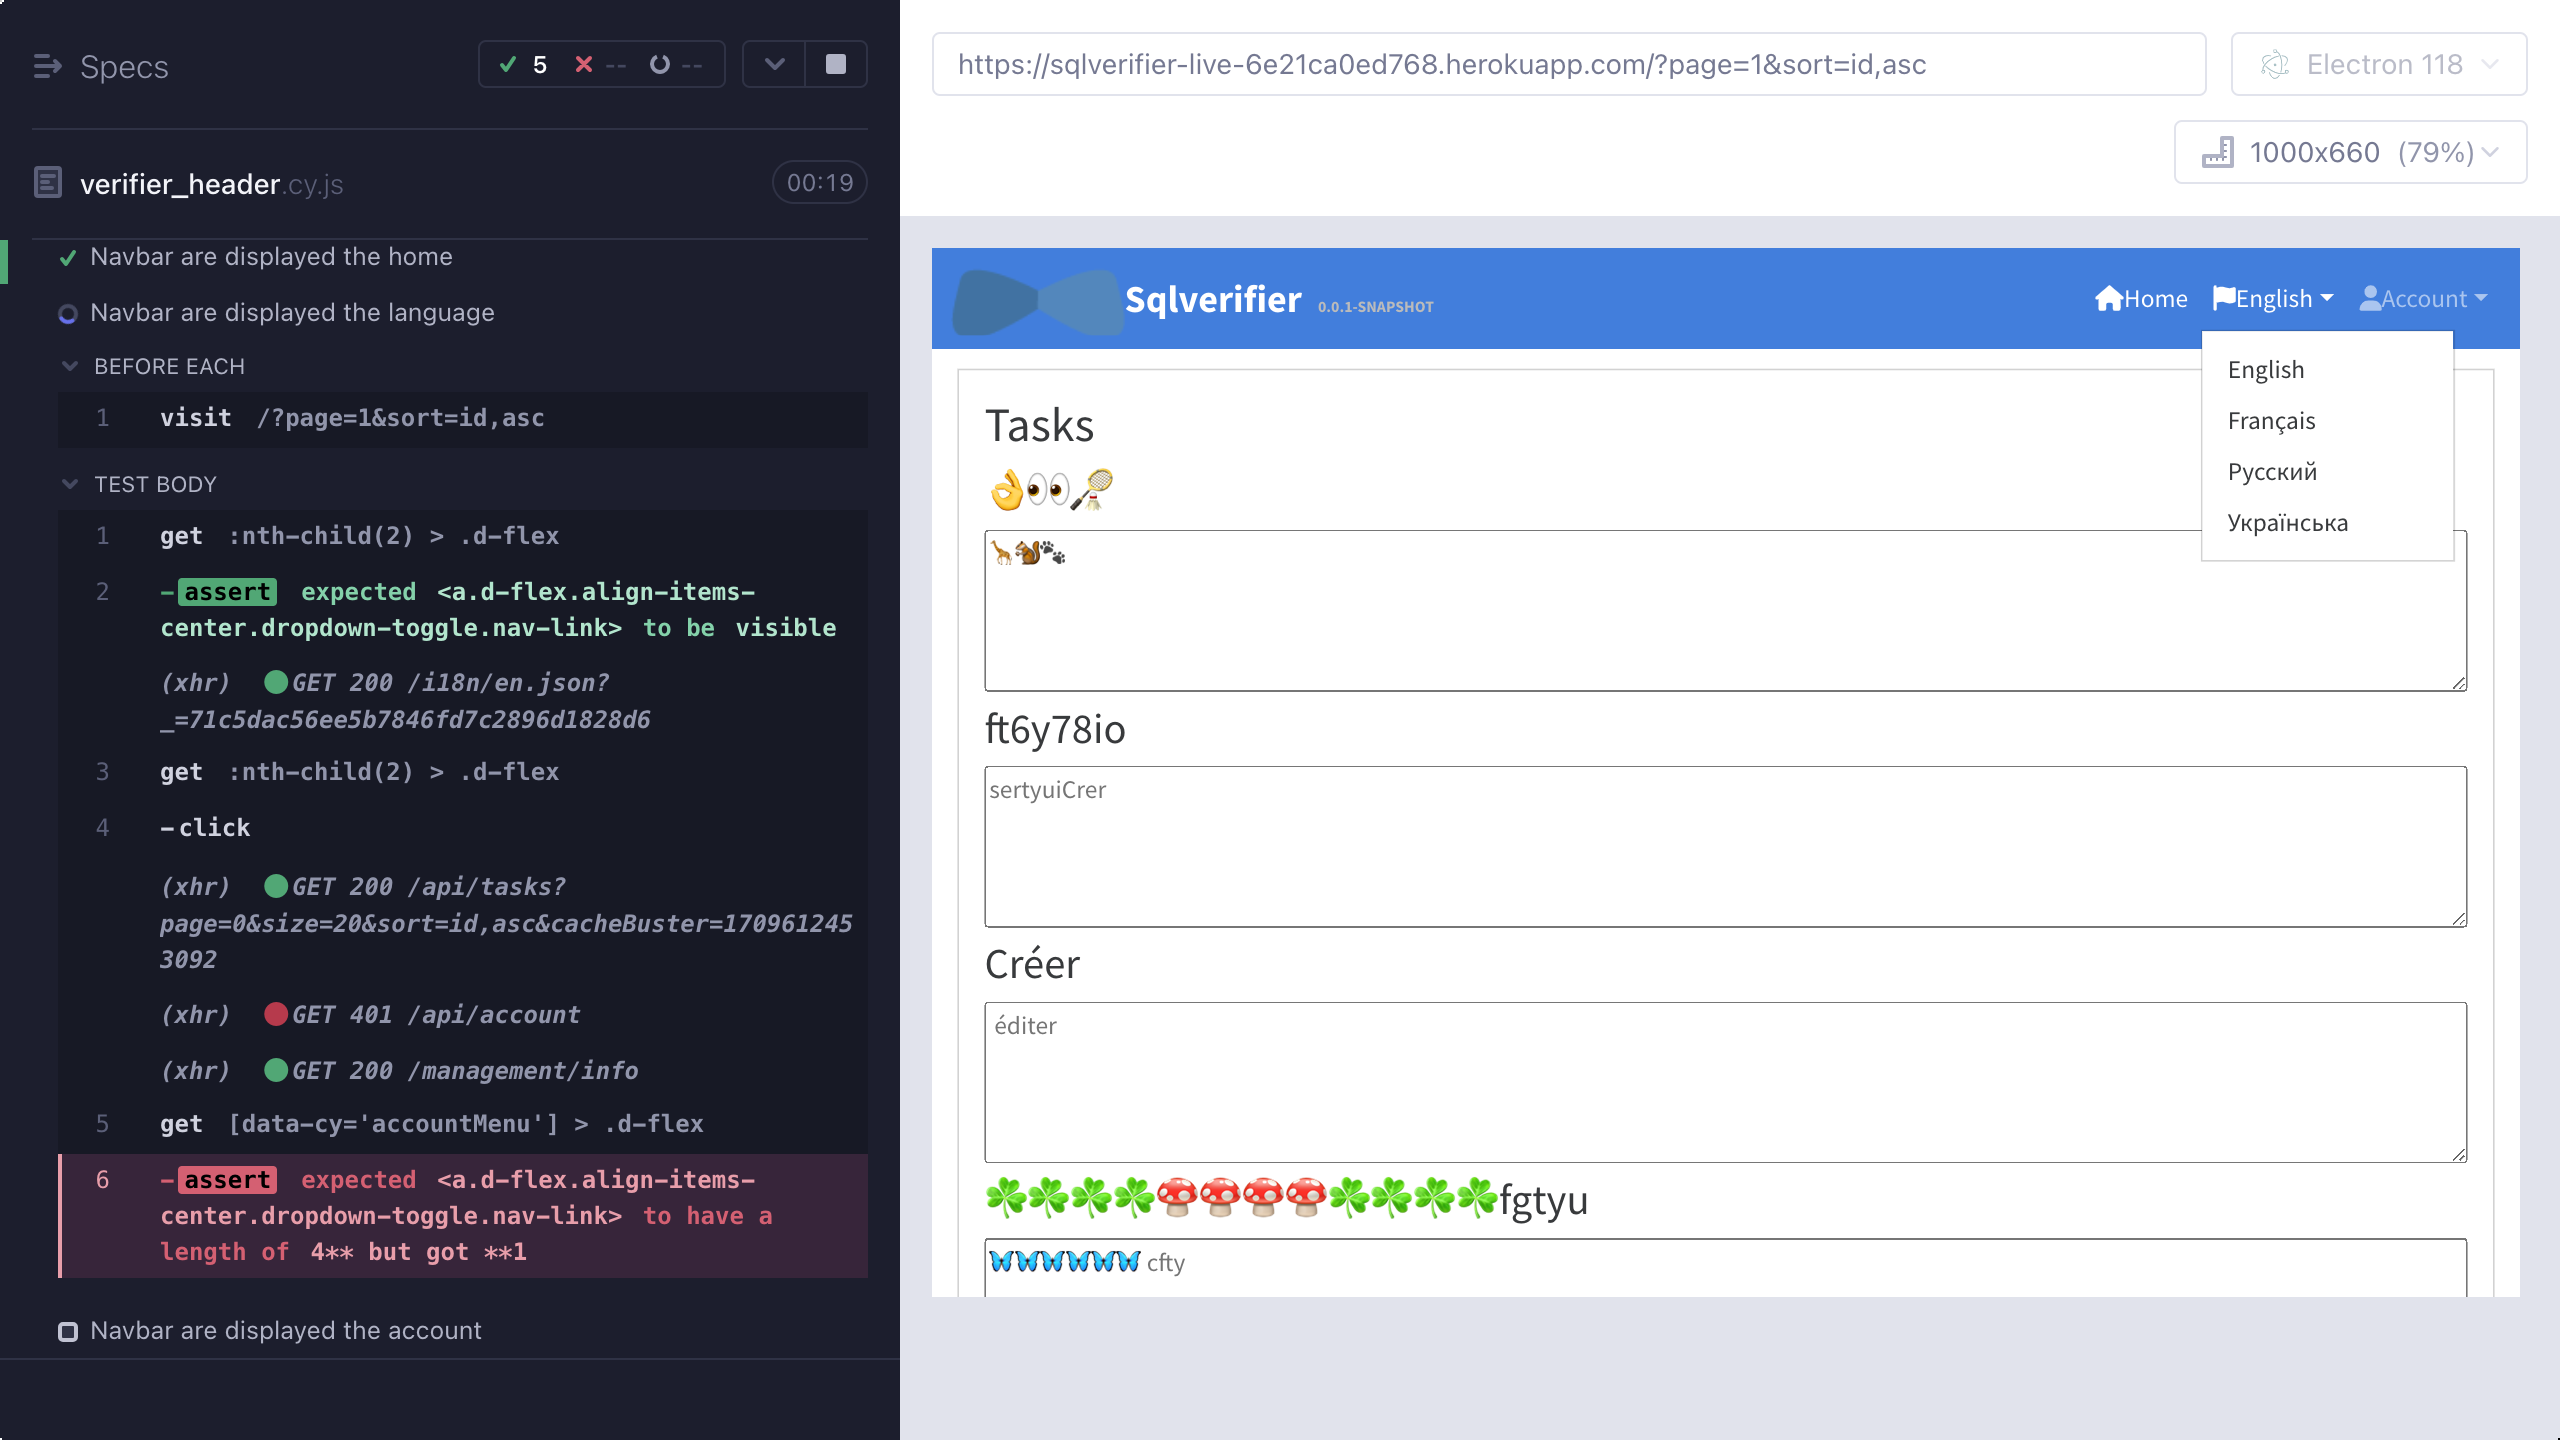 Specs
5 -- --
verifier_header.cy.js
00:19
Navbar are displayed the home
Navbar are displayed the language
BEFORE EACH
1 visit /?page=1&sort=id,asc
TEST BODY
1 get :nth-child(2) > .d-flex
2 -assert expected <a.d-flex.align-items-
center.dropdown-toggle.nav-link> to be visible
(xhr) GET 200 /i18n/en.json?
_=71c5dac56ee5b7846fd7c2896d1828d6
3 get :nth-child(2) > .d-flex
4 -click
(xhr) GET 200 /api/tasks?
page=0&size=20&sort=id,asc&cacheBuster=170961245
3092
(xhr) GET 401 /api/account
(xhr) GET 200 /management/info
5 get [data-cy='accountMenu'] > .d-flex
6 -assert expected <a.d-flex.align-items-
center.dropdown-toggle.nav-link> to have a
length of 4** but got **1
Navbar are displayed the account
https://sqlverifier-live-6e21ca0ed768.herokuapp.com/?page=1&sort=id,asc
Electron 118
1000x660 (79%)
Sqlverifier 0.0.1-SNAPSHOT
Home English Account
English
Français
Русский
Українська
Tasks
👌👀🏸
🦒🐿🐾
ft6y78io
sertyuiCrer
Créer
éditer
☘☘☘☘🍄🍄🍄🍄☘☘☘☘fgtyu
🦋🦋🦋🦋🦋🦋 cfty